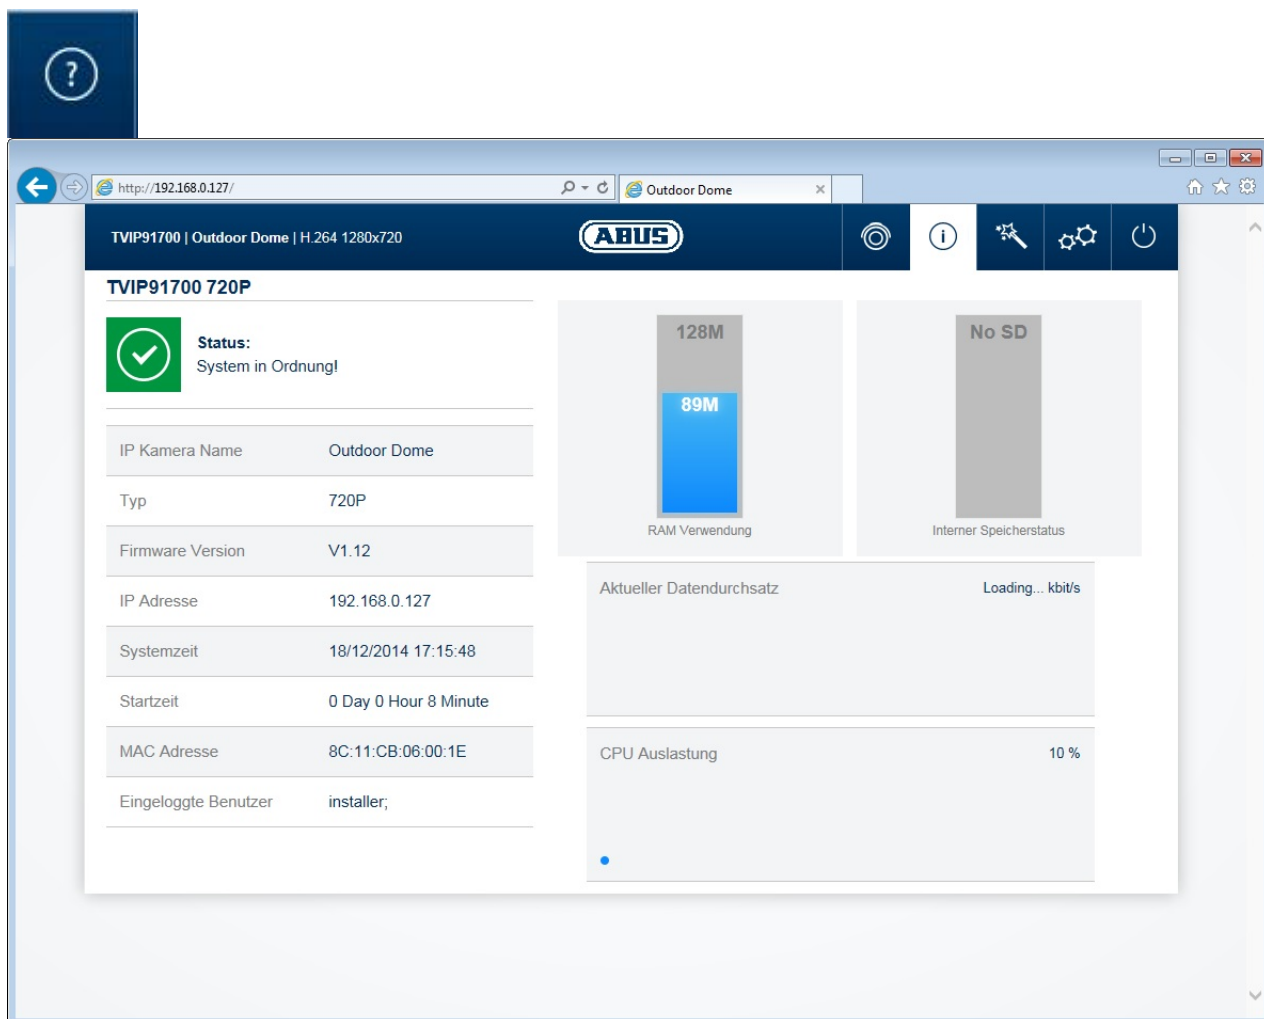 ?
http://192.168.0.127/
Outdoor Dome
TVIP91700 | Outdoor Dome | H.264 1280x720
ABUS
i
TVIP91700 720P
Status:
System in Ordnung!
IP Kamera Name Outdoor Dome
Typ 720P
Firmware Version V1.12
IP Adresse 192.168.0.127
Systemzeit 18/12/2014 17:15:48
Startzeit 0 Day 0 Hour 8 Minute
MAC Adresse 8C:11:CB:06:00:1E
Eingeloggte Benutzer installer;
128M
89M
RAM Verwendung
No SD
Interner Speicherstatus
Aktueller Datendurchsatz Loading... kbit/s
CPU Auslastung 10 %